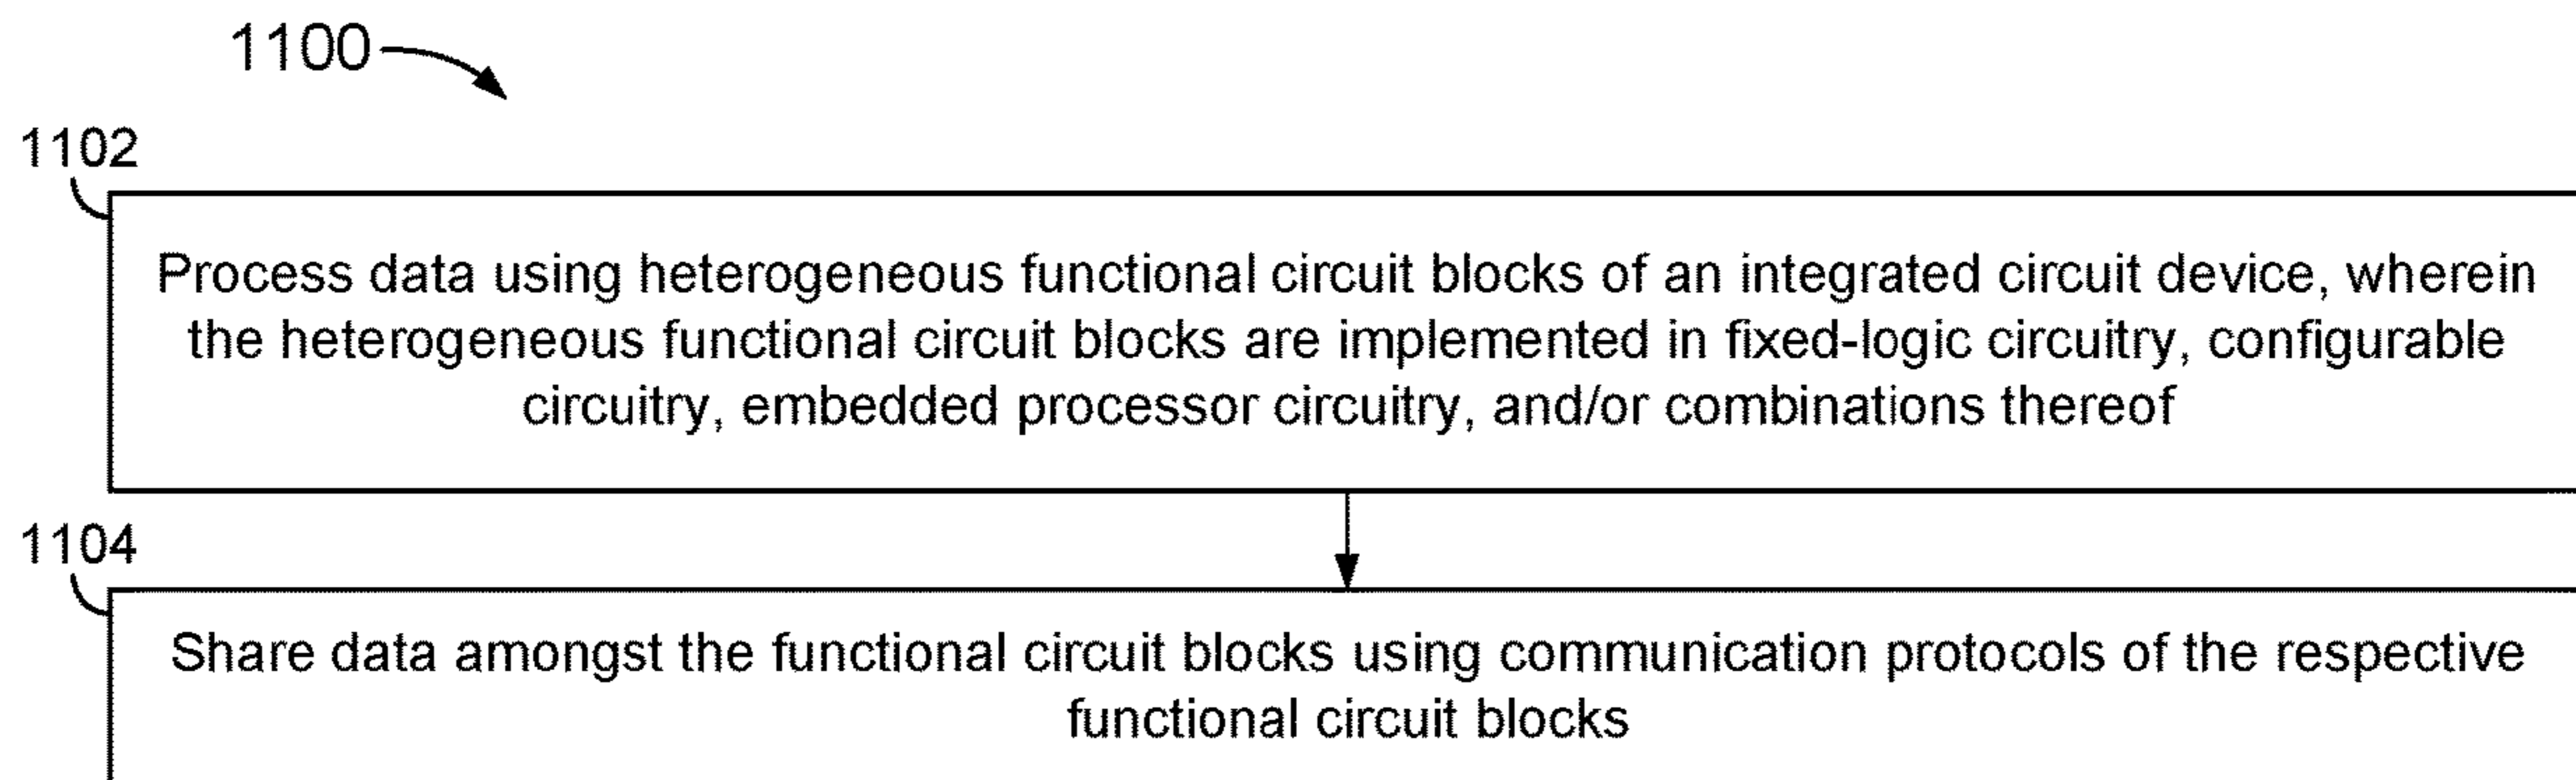 1100
1102
Process data using heterogeneous functional circuit blocks of an integrated circuit device, wherein
the heterogeneous functional circuit blocks are implemented in fixed-logic circuitry, configurable
circuitry, embedded processor circuitry, and/or combinations thereof
1104
Share data amongst the functional circuit blocks using communication protocols of the respective
functional circuit blocks